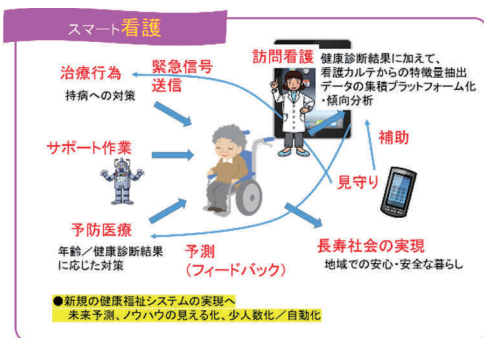 スマート看護
治療行為
持病への対策
緊急信号
送信
訪問看護
健康診断結果に加えて、
看護カルテからの特徴量抽出
データの集積プラットフォーム化
・傾向分析
サポート作業
補助
見守り
予防医療
年齢／健康診断結果
に応じた対策
予測
（フィードバック）
長寿社会の実現
地域での安心・安全な暮らし
●新規の健康福祉システムの実現へ
未来予測、ノウハウの見える化、少人数化／自動化